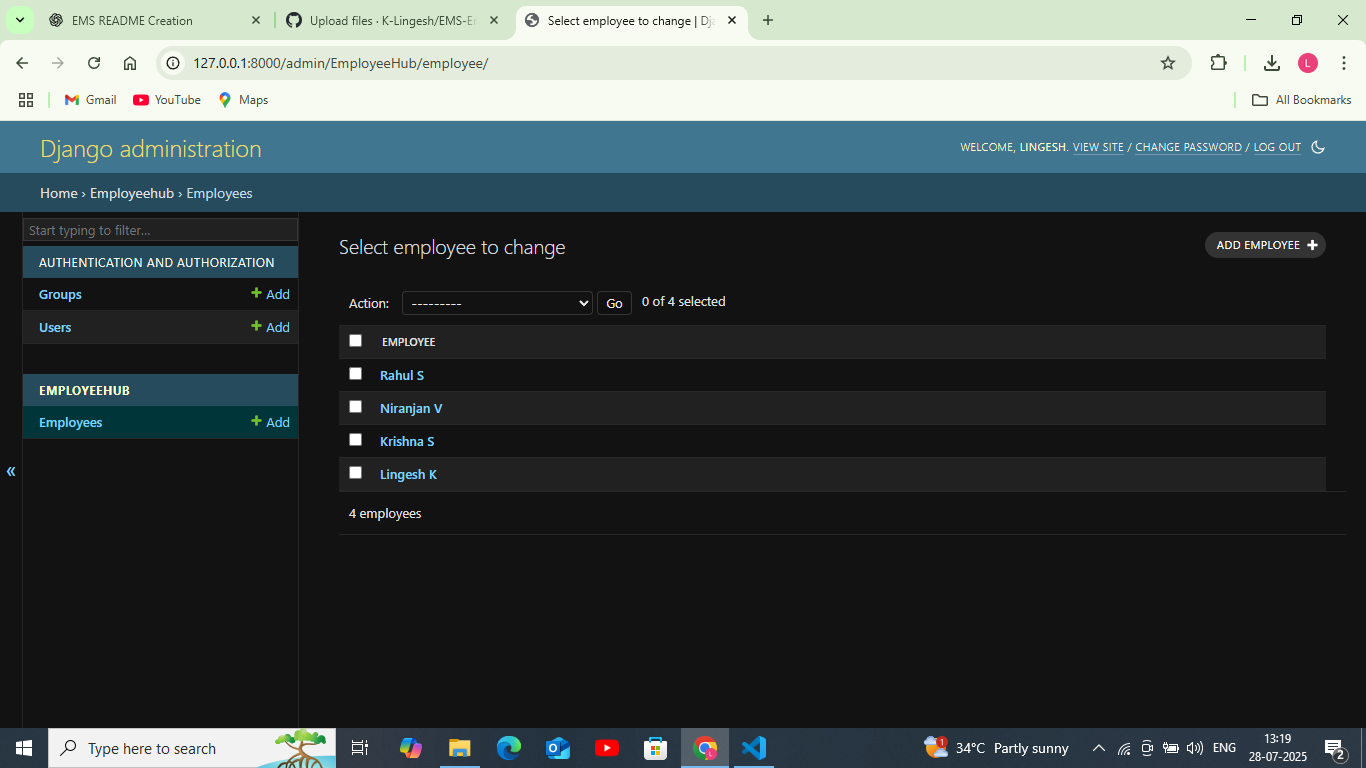 EMS README Creation
Upload files · K-Lingesh/EMS-Er
Select employee to change | Dja
127.0.0.1:8000/admin/EmployeeHub/employee/
L
Gmail
YouTube
Maps
All Bookmarks
Django administration
WELCOME, LINGESH. VIEW SITE / CHANGE PASSWORD / LOG OUT
Home › Employeehub › Employees
Start typing to filter...
AUTHENTICATION AND AUTHORIZATION
Groups + Add
Users + Add
EMPLOYEEHUB
Employees + Add
«
Select employee to change
ADD EMPLOYEE +
Action: --------- Go 0 of 4 selected
EMPLOYEE
Rahul S
Niranjan V
Krishna S
Lingesh K
4 employees
Type here to search
L
1
34°C Partly sunny
ENG
13:19
28-07-2025
2